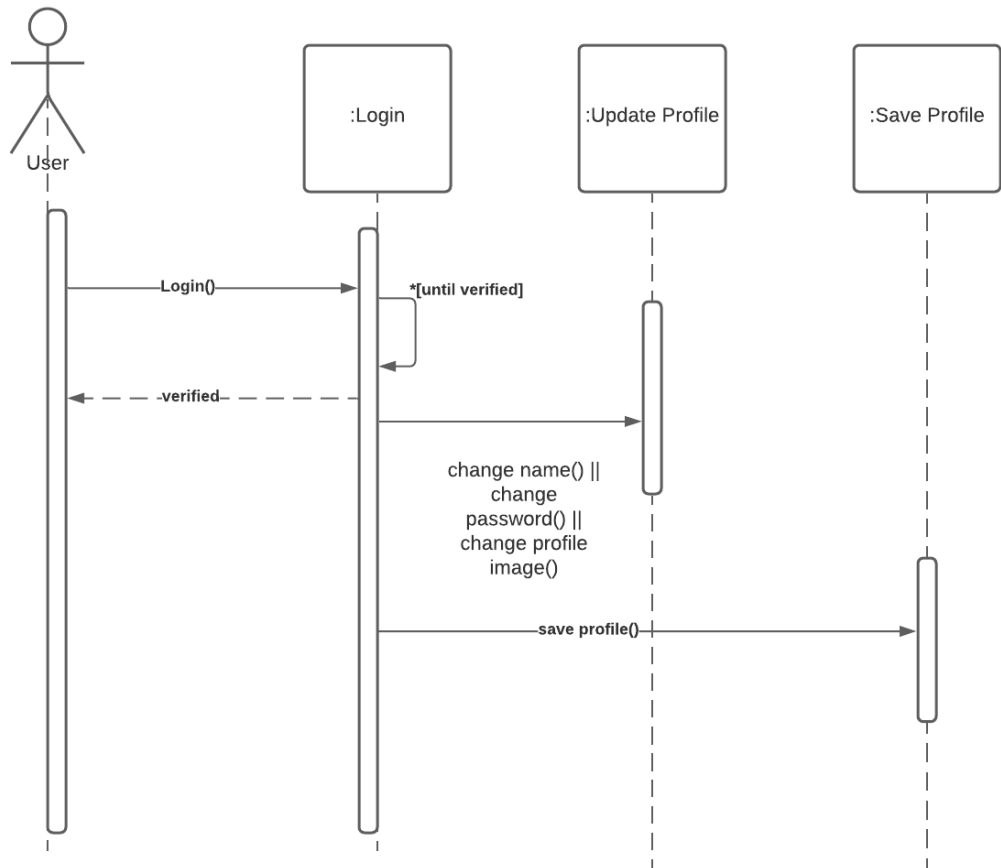 :Login
:Update Profile
:Save Profile
User
Login()
*[until verified]
verified
change name() ||
change
password() ||
change profile
image()
save profile()